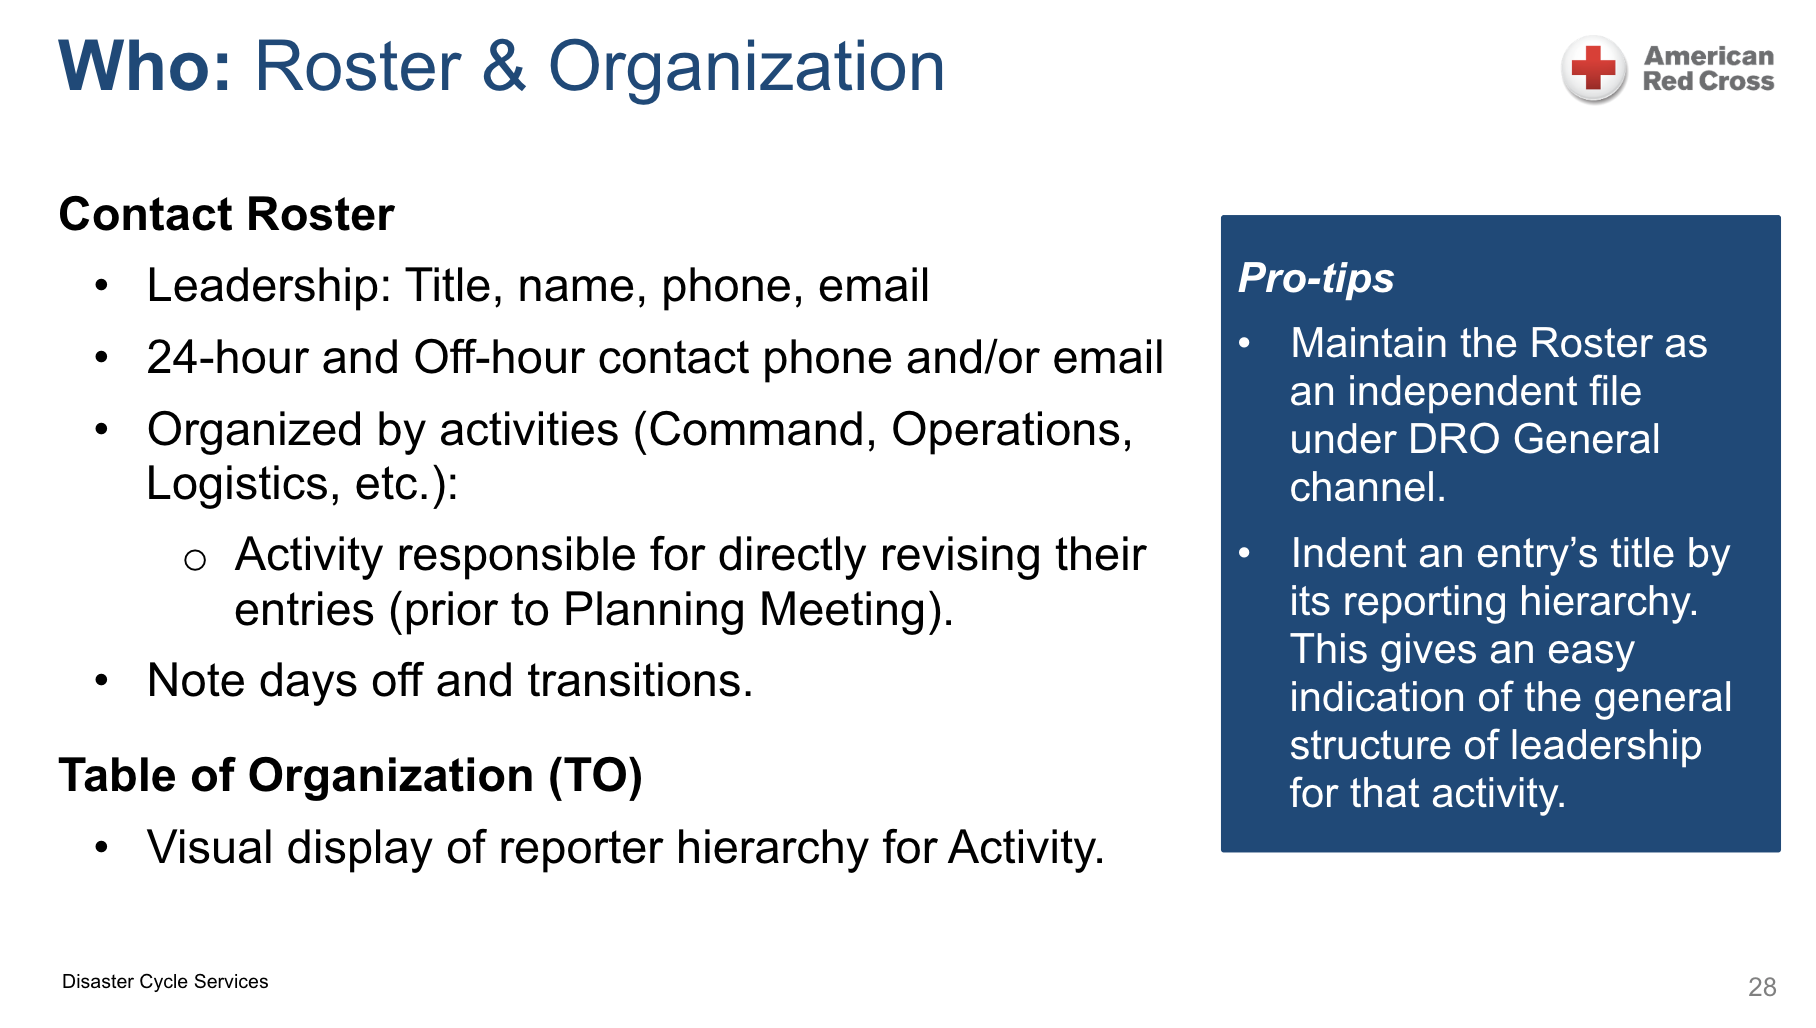 Who: Roster & Organization
American
Red Cross
Contact Roster
• Leadership: Title, name, phone, email
• 24-hour and Off-hour contact phone and/or email
• Organized by activities (Command, Operations,
Logistics, etc.):
o Activity responsible for directly revising their
entries (prior to Planning Meeting).
• Note days off and transitions.
Table of Organization (TO)
• Visual display of reporter hierarchy for Activity.
Pro-tips
• Maintain the Roster as
an independent file
under DRO General
channel.
• Indent an entry’s title by
its reporting hierarchy.
This gives an easy
indication of the general
structure of leadership
for that activity.
Disaster Cycle Services
28